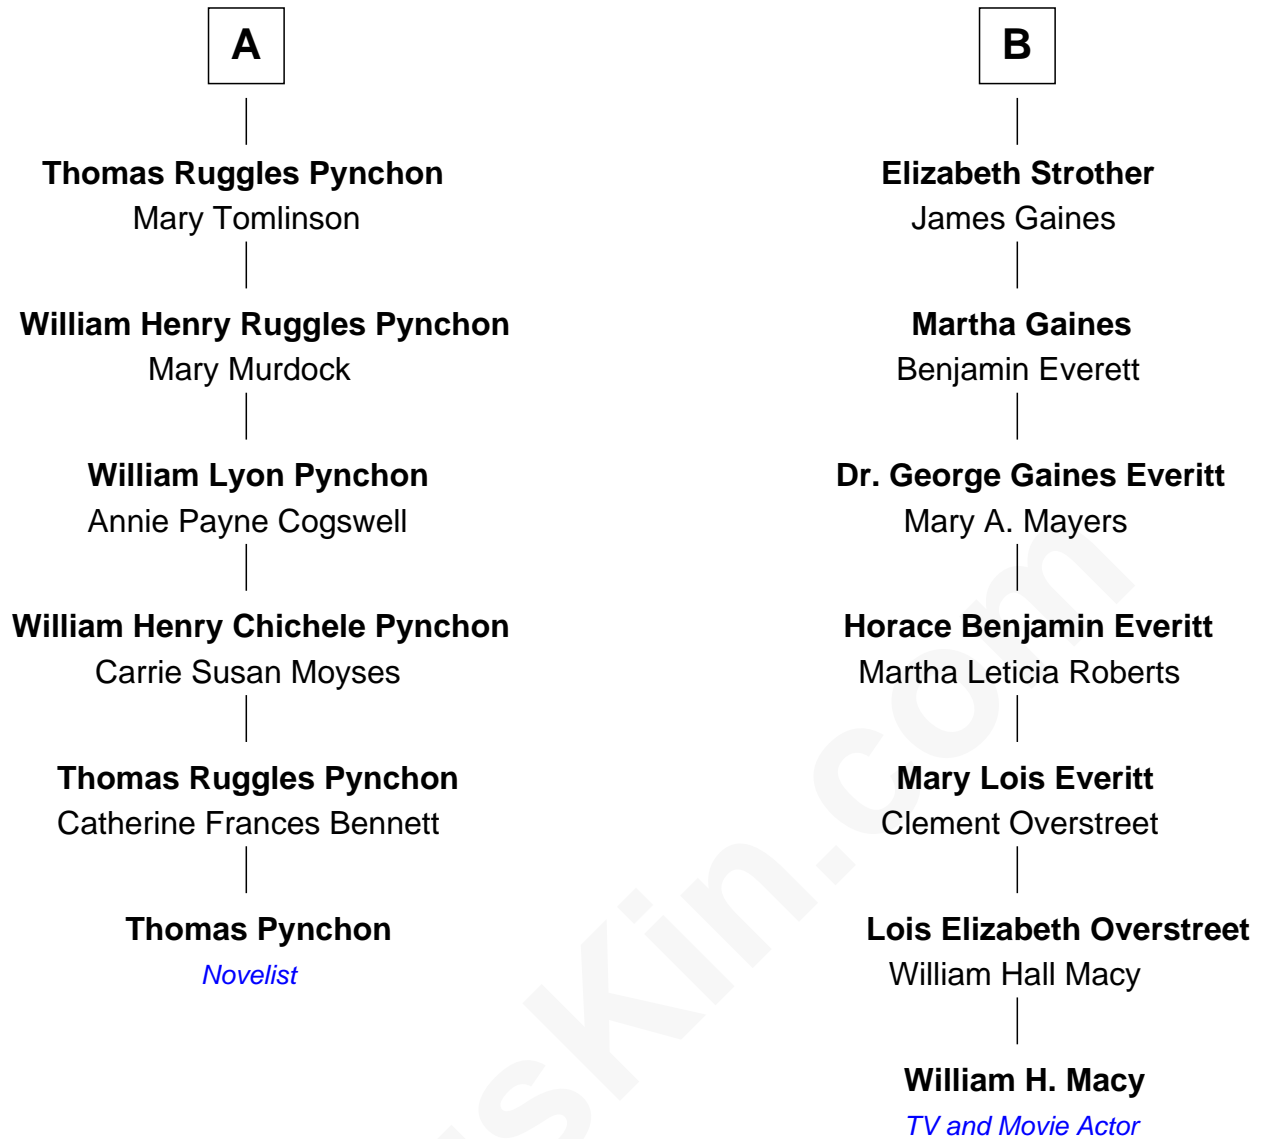 A
Thomas Ruggles Pynchon
Mary Tomlinson
William Henry Ruggles Pynchon
Mary Murdock
William Lyon Pynchon
Annie Payne Cogswell
William Henry Chichele Pynchon
Carrie Susan Moyses
Thomas Ruggles Pynchon
Catherine Frances Bennett
Thomas Pynchon
Novelist
B
Elizabeth Strother
James Gaines
Martha Gaines
Benjamin Everett
Dr. George Gaines Everitt
Mary A. Mayers
Horace Benjamin Everitt
Martha Leticia Roberts
Mary Lois Everitt
Clement Overstreet
Lois Elizabeth Overstreet
William Hall Macy
William H. Macy
TV and Movie Actor
sKin.com